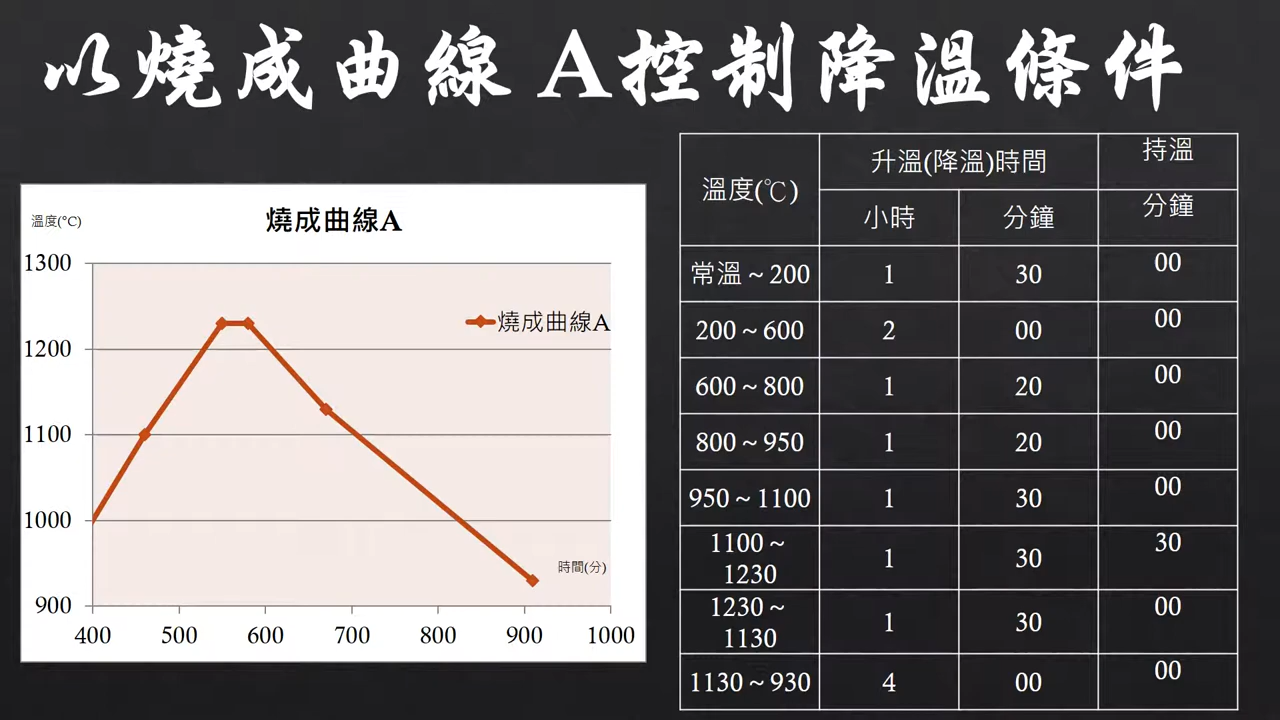 以燒成曲線A控制降溫條件
溫度(°C)
燒成曲線A
1300
1200
1100
1000
900
燒成曲線A
時間(分)
400 500 600 700 800 900 1000
溫度(℃) 升溫(降溫)時間 持溫
小時 分鐘 分鐘
常溫~200 1 30 00
200~600 2 00 00
600~800 1 20 00
800~950 1 20 00
950~1100 1 30 00
1100~
1230 1 30 30
1230~
1130 1 30 00
1130~930 4 00 00